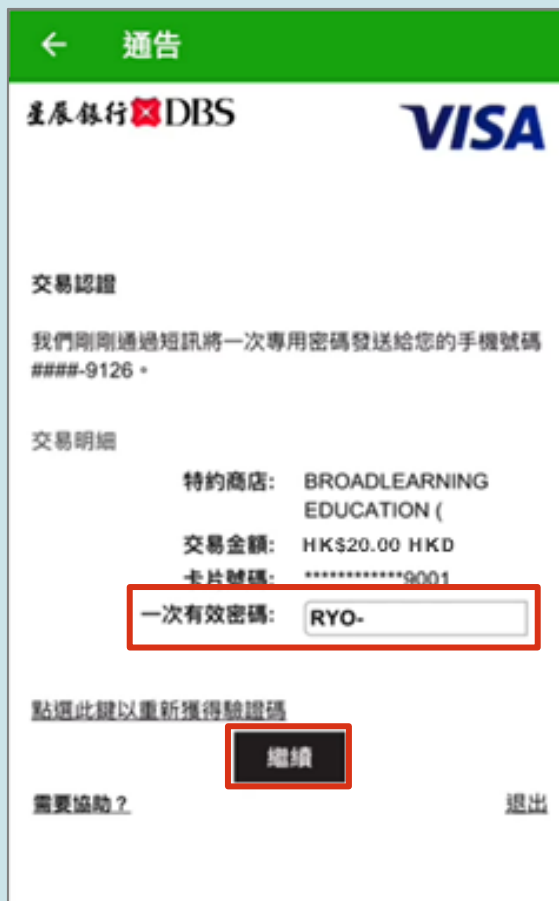 ← 通告
星展銀行 DBS VISA
交易認證
我們剛剛通過短訊將一次專用密碼發送給您的手機號碼
####-9126。
交易明細
特約商店: BROADLEARNING
EDUCATION (
交易金額: HK$20.00 HKD
卡片號碼: ************9001
一次有效密碼: RYO-
點選此鍵以重新獲得驗證碼
繼續
需要協助？ 退出